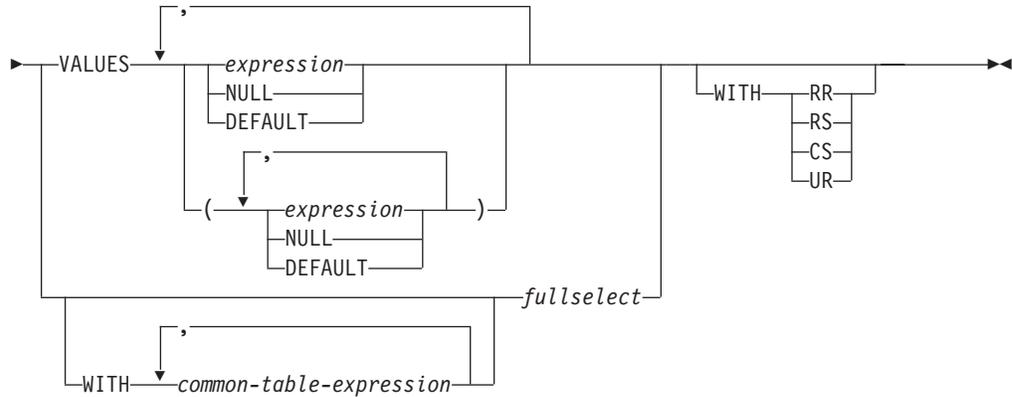 ,
VALUES expression
NULL WITH RR
DEFAULT RS
, CS
UR
( expression )
NULL
DEFAULT
fullselect
,
WITH common-table-expression